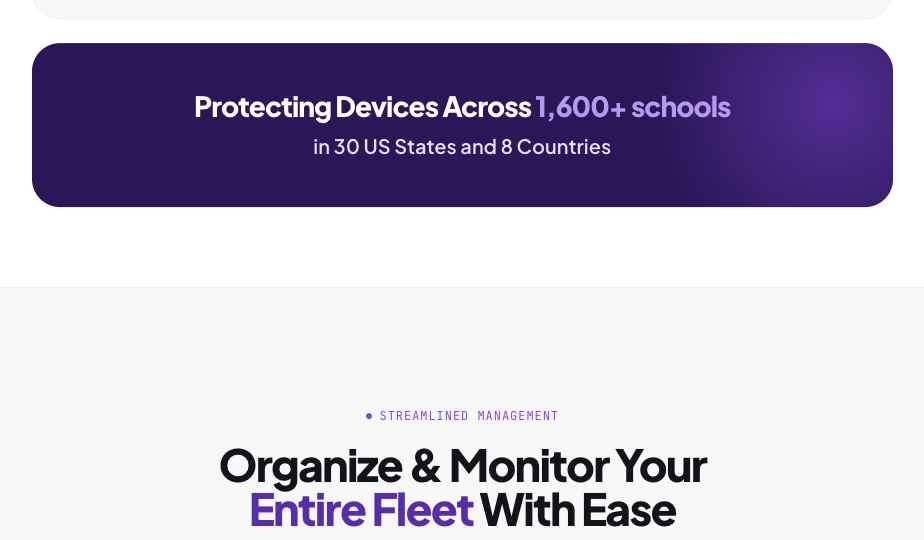 Protecting Devices Across 1,600+ schools
in 30 US States and 8 Countries
STREAMLINED MANAGEMENT
Organize & Monitor Your
Entire Fleet With Ease